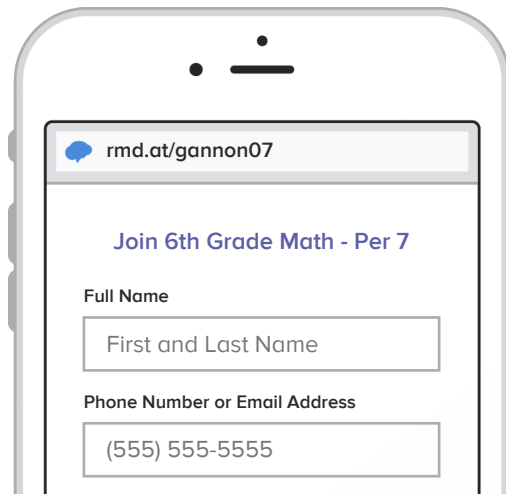 rmd.at/gannon07
Join 6th Grade Math - Per 7
Full Name
First and Last Name
Phone Number or Email Address
(555) 555-5555